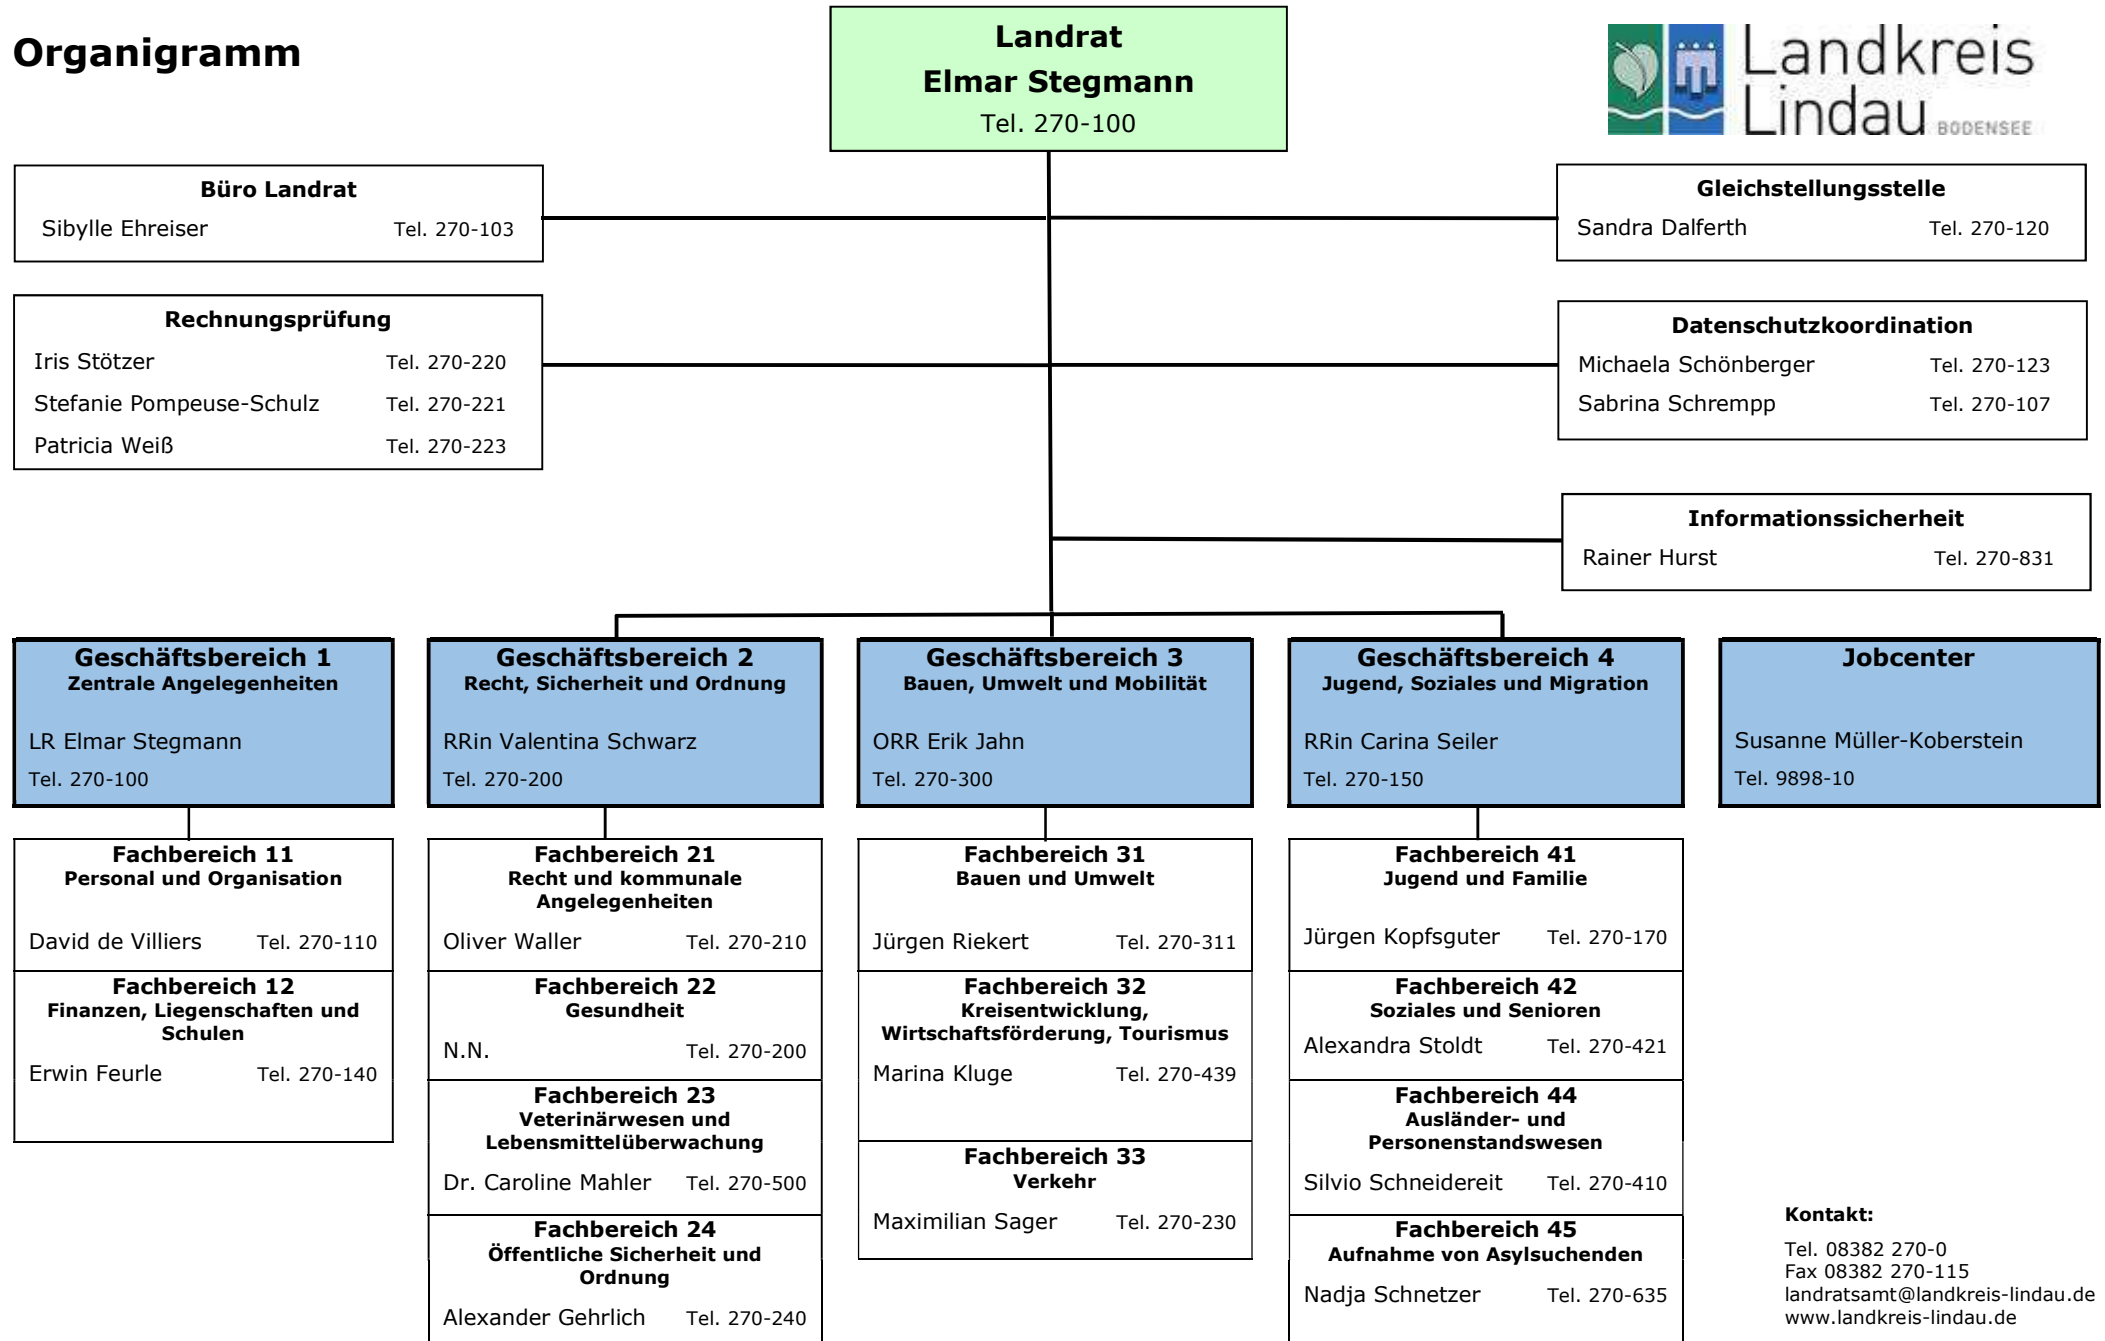 Organigramm
Landrat
Elmar Stegmann
Tel. 270-100
Landkreis
Lindau BODENSEE
Büro Landrat
Sibylle Ehreiser Tel. 270-103
Gleichstellungsstelle
Sandra Dalferth Tel. 270-120
Rechnungsprüfung
Iris Stötzer Tel. 270-220
Stefanie Pompeuse-Schulz Tel. 270-221
Patricia Weiß Tel. 270-223
Datenschutzkoordination
Michaela Schönberger Tel. 270-123
Sabrina Schrempp Tel. 270-107
Informationssicherheit
Rainer Hurst Tel. 270-831
Geschäftsbereich 1
Zentrale Angelegenheiten
LR Elmar Stegmann
Tel. 270-100
Geschäftsbereich 2
Recht, Sicherheit und Ordnung
RRin Valentina Schwarz
Tel. 270-200
Geschäftsbereich 3
Bauen, Umwelt und Mobilität
ORR Erik Jahn
Tel. 270-300
Geschäftsbereich 4
Jugend, Soziales und Migration
RRin Carina Seiler
Tel. 270-150
Jobcenter
Susanne Müller-Koberstein
Tel. 9898-10
Fachbereich 11
Personal und Organisation
David de Villiers Tel. 270-110
Fachbereich 12
Finanzen, Liegenschaften und
Schulen
Erwin Feurle Tel. 270-140
Fachbereich 21
Recht und kommunale
Angelegenheiten
Oliver Waller Tel. 270-210
Fachbereich 22
Gesundheit
N.N. Tel. 270-200
Fachbereich 23
Veterinärwesen und
Lebensmittelüberwachung
Dr. Caroline Mahler Tel. 270-500
Fachbereich 24
Öffentliche Sicherheit und
Ordnung
Alexander Gehrlich Tel. 270-240
Fachbereich 31
Bauen und Umwelt
Jürgen Riekert Tel. 270-311
Fachbereich 32
Kreisentwicklung,
Wirtschaftsförderung, Tourismus
Marina Kluge Tel. 270-439
Fachbereich 33
Verkehr
Maximilian Sager Tel. 270-230
Fachbereich 41
Jugend und Familie
Jürgen Kopfsguter Tel. 270-170
Fachbereich 42
Soziales und Senioren
Alexandra Stoldt Tel. 270-421
Fachbereich 44
Ausländer- und
Personenstandswesen
Silvio Schneidereit Tel. 270-410
Fachbereich 45
Aufnahme von Asylsuchenden
Nadja Schnetzer Tel. 270-635
Kontakt:
Tel. 08382 270-0
Fax 08382 270-115
landratsamt@landkreis-lindau.de
www.landkreis-lindau.de